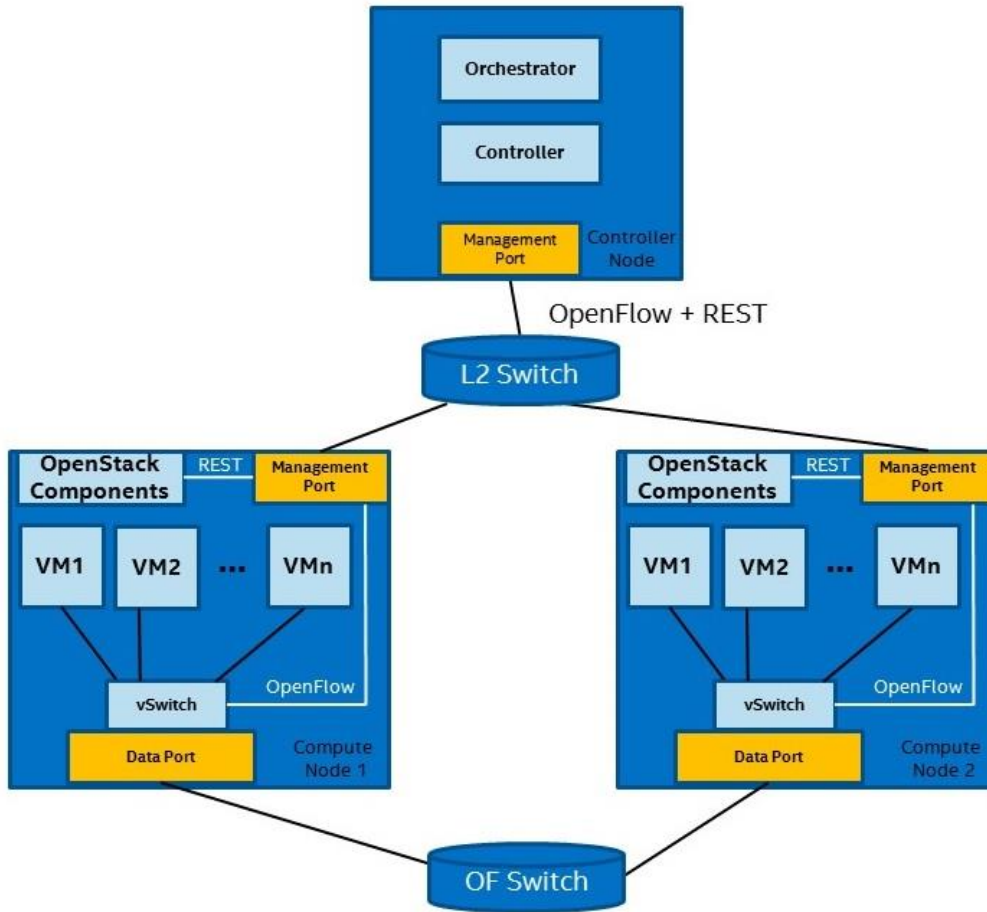 Orchestrator
Controller
Management
Port
Controller
Node
OpenFlow + REST
L2 Switch
OpenStack
Components
REST
Management
Port
VM1
VM2
...
VMn
OpenFlow
vSwitch
Data Port
Compute
Node 1
OpenStack
Components
REST
Management
Port
VM1
VM2
...
VMn
OpenFlow
vSwitch
Data Port
Compute
Node 2
OF Switch